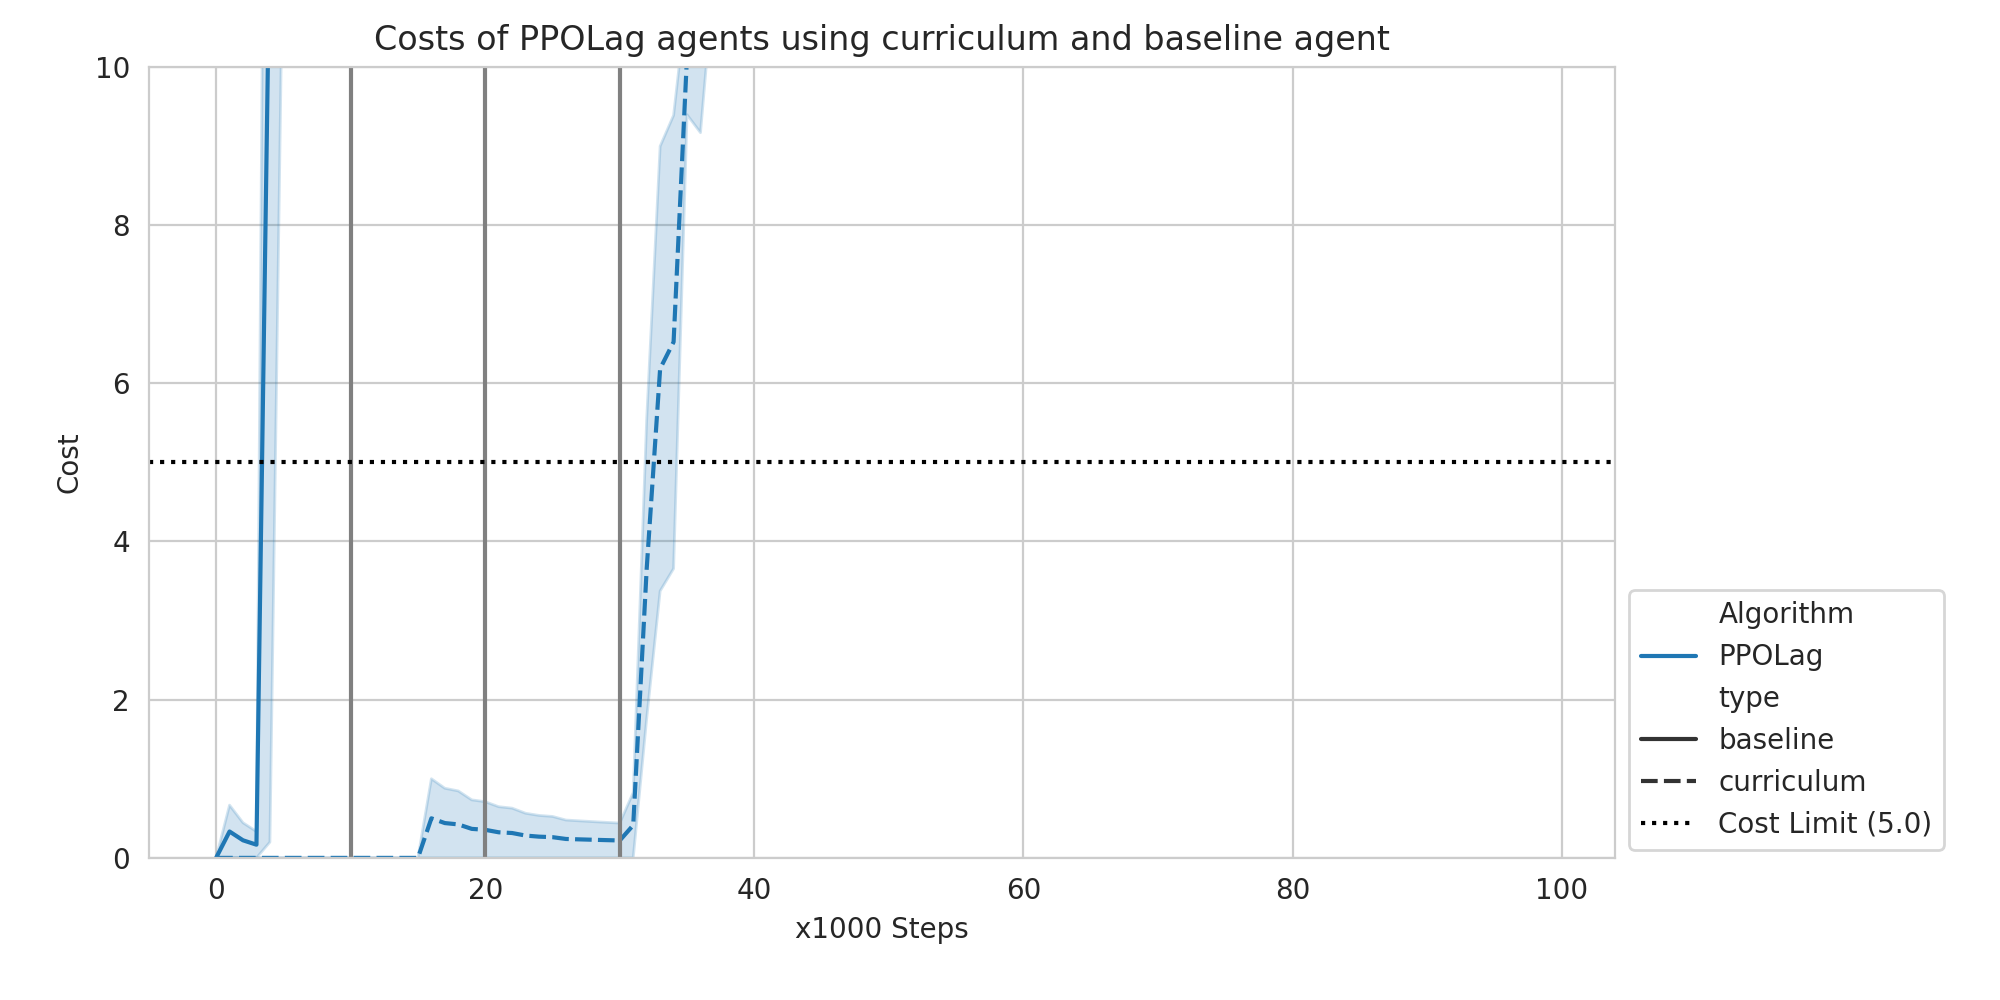 Costs of PPOLag agents using curriculum and baseline agent
10
8
6
4
2
0
Cost
0 20 40 60 80 100
x1000 Steps
Algorithm
PPOLag
type
baseline
curriculum
Cost Limit (5.0)